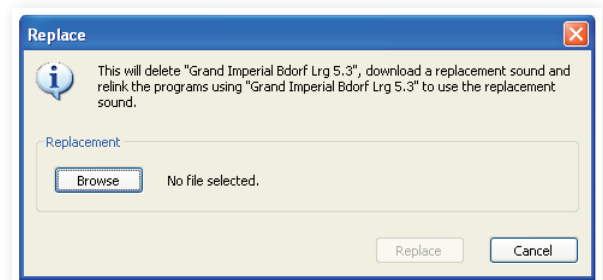 Replace
This will delete "Grand Imperial Bdorf Lrg 5.3", download a replacement sound and
relink the programs using "Grand Imperial Bdorf Lrg 5.3" to use the replacement
sound.
Replacement
Browse No file selected.
Replace Cancel